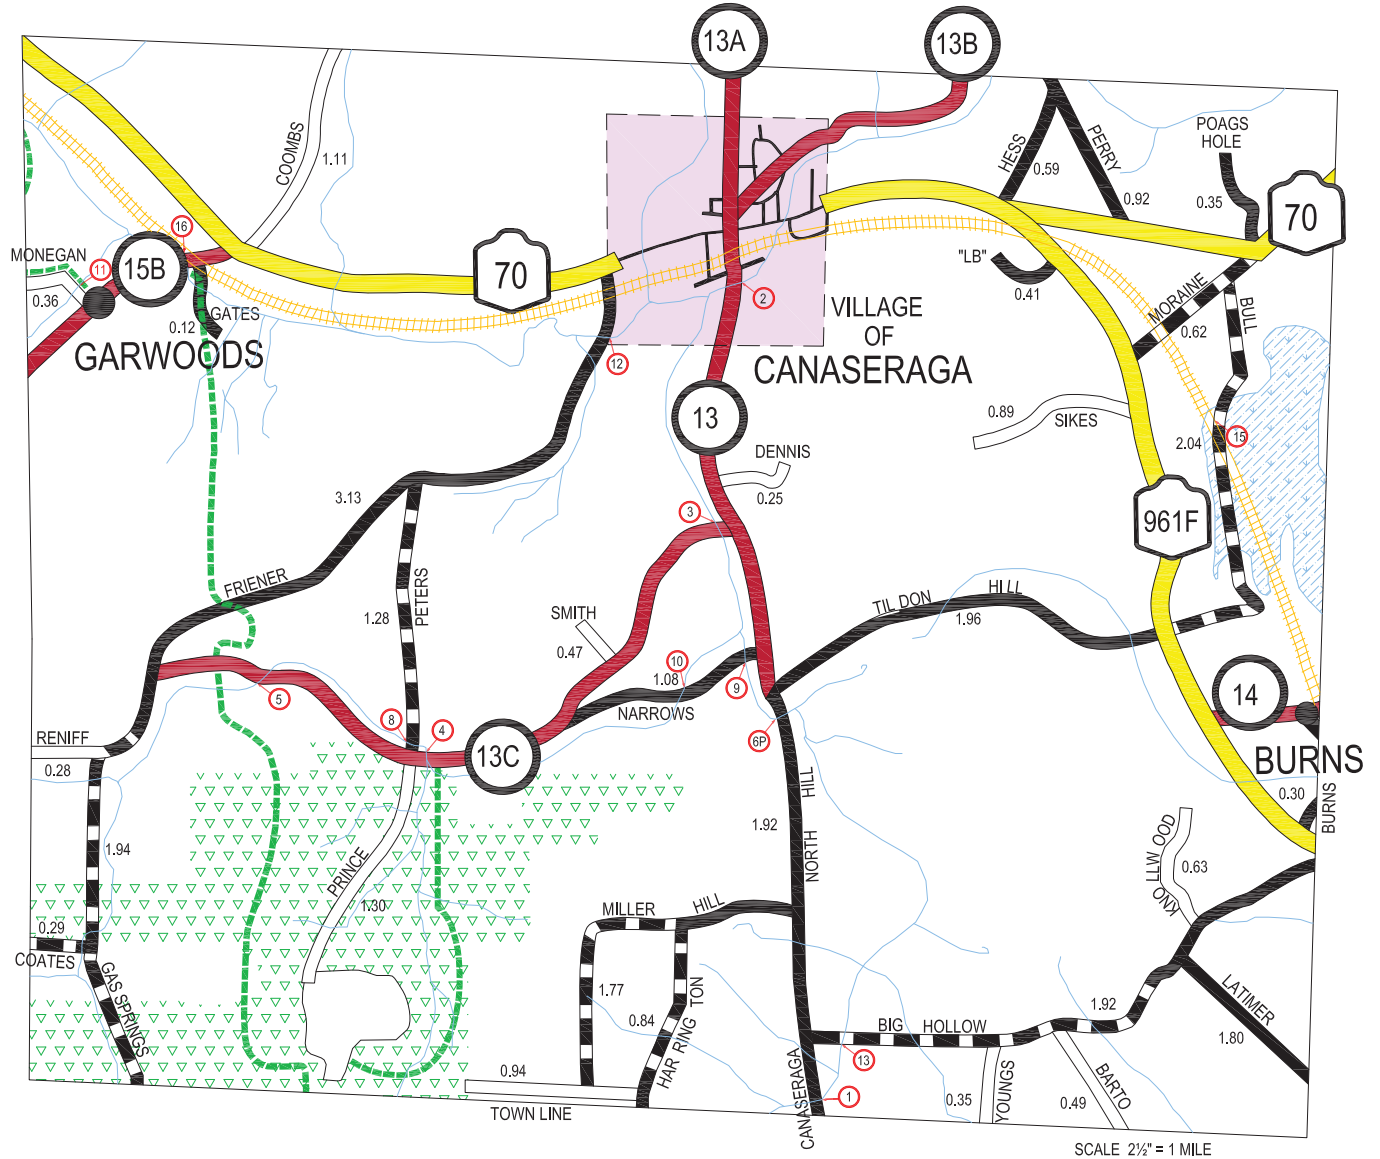 13A
13B
POAGS
HOLE
HESS
PERRY
COOMBS
1.11
0.59
0.92
0.35
70
16
MONEGAN
11
15B
70
"LB"
0.41
0.36
GATES
0.12
GARWOODS
2
VILLAGE
OF
CANASERAGA
MORAINE
0.62
BULL
12
13
0.89
SIKES
2.04
15
DENNIS
0.25
3.13
3
961F
FRIENER
PETERS
1.28
SMITH
0.47
TIL DON
HILL
1.96
10
1.08
9
NARROWS
5
8
4
14
RENIFF
0.28
13C
6P
BURNS
0.30
BURNS
HILL
1.92
NORTH
1.94
PRINCE
1.30
KNO LLW OOD
0.63
MILLER
HILL
0.29
COATES
GAS SPRINGS
1.77
0.84
HAR RING TON
LATIMER
1.80
BIG
HOLLOW
1.92
13
CANASERAGA
1
0.94
TOWN LINE
0.35
YOUNGS
0.49
BARTO
SCALE 2½" = 1 MILE